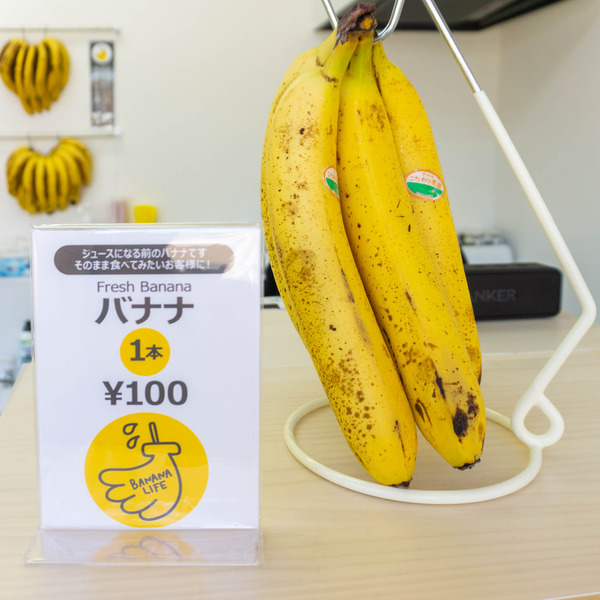 ジュースになる前のバナナです
そのまま食べてみたいお客様に!
Fresh Banana
バナナ
1本
¥100
BANANA
LIFE
ANKER